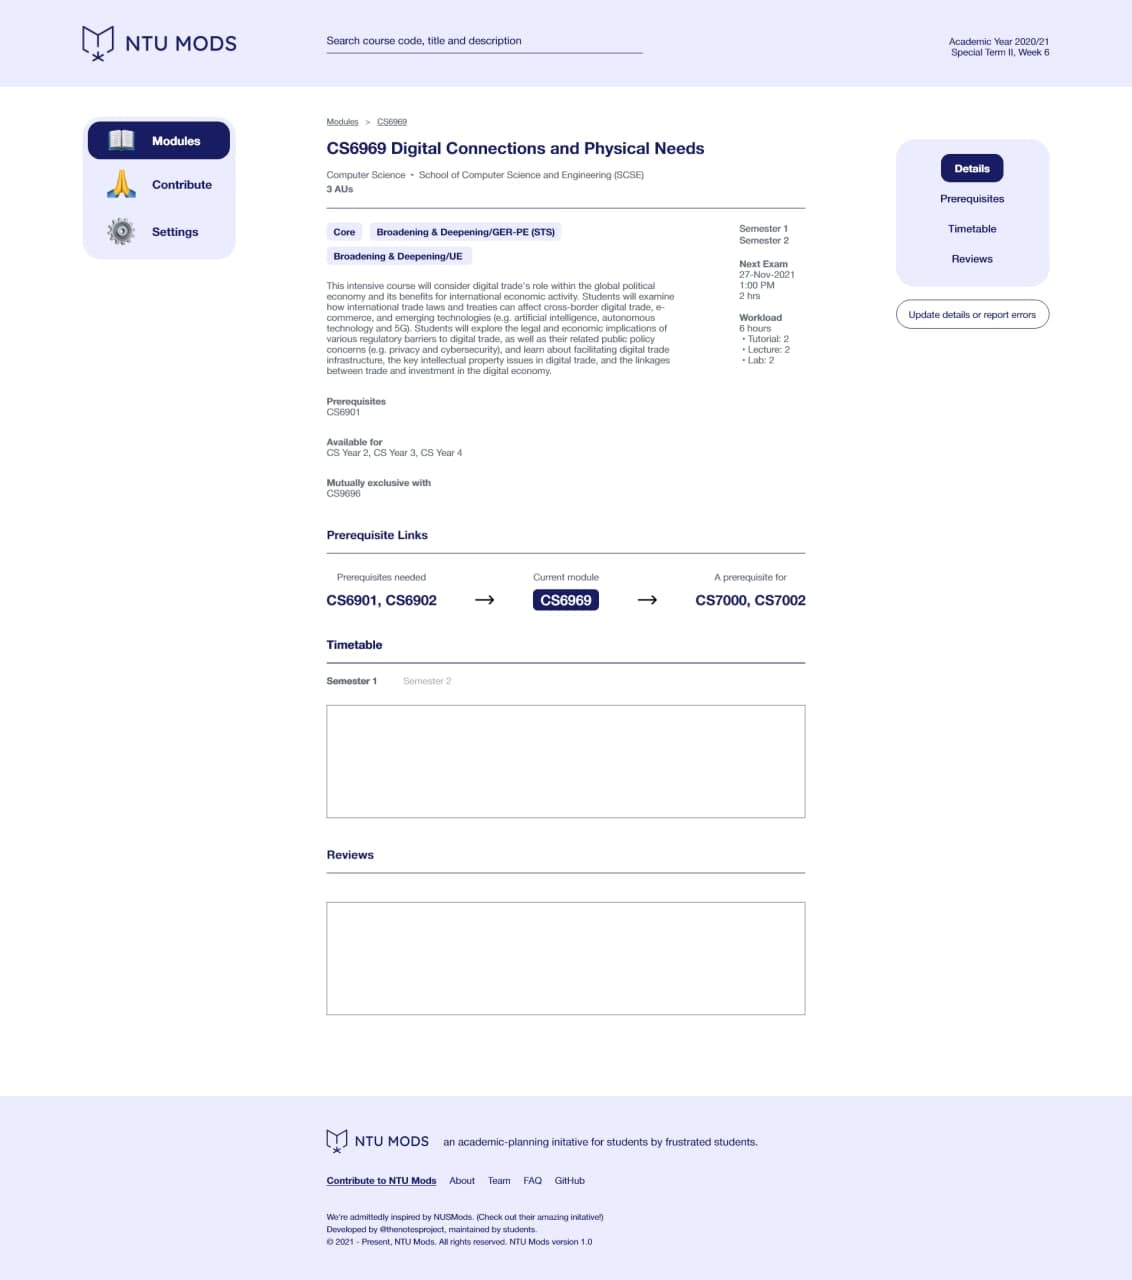 NTU MODS
Search course code, title and description
Academic Year 2020/21
Special Term II, Week 6
Modules
Contribute
Settings
Modules > CS6969
CS6969 Digital Connections and Physical Needs
Computer Science • School of Computer Science and Engineering (SCSE)
3 AUs
Core
Broadening & Deepening/GER-PE (STS)
Broadening & Deepening/UE
This intensive course will consider digital trade's role within the global political
economy and its benefits for international economic activity. Students will examine
how international trade laws and treaties can affect cross-border digital trade, e-
commerce, and emerging technologies (e.g. artificial intelligence, autonomous
technology and 5G). Students will explore the legal and economic implications of
various regulatory barriers to digital trade, as well as their related public policy
concerns (e.g. privacy and cybersecurity), and learn about facilitating digital trade
infrastructure, the key intellectual property issues in digital trade, and the linkages
between trade and investment in the digital economy.
Semester 1
Semester 2
Next Exam
27-Nov-2021
1:00 PM
2 hrs
Workload
6 hours
• Tutorial: 2
• Lecture: 2
• Lab: 2
Details
Prerequisites
Timetable
Reviews
Update details or report errors
Prerequisites
CS6901
Available for
CS Year 2, CS Year 3, CS Year 4
Mutually exclusive with
CS9696
Prerequisite Links
Prerequisites needed
CS6901, CS6902
→
Current module
CS6969
→
A prerequisite for
CS7000, CS7002
Timetable
Semester 1
Semester 2
Reviews
NTU MODS
an academic-planning initative for students by frustrated students.
Contribute to NTU Mods
About
Team
FAQ
GitHub
We're admittedly inspired by NUSMods. (Check out their amazing initative!)
Developed by @thenotesproject, maintained by students.
© 2021 - Present, NTU Mods. All rights reserved. NTU Mods version 1.0